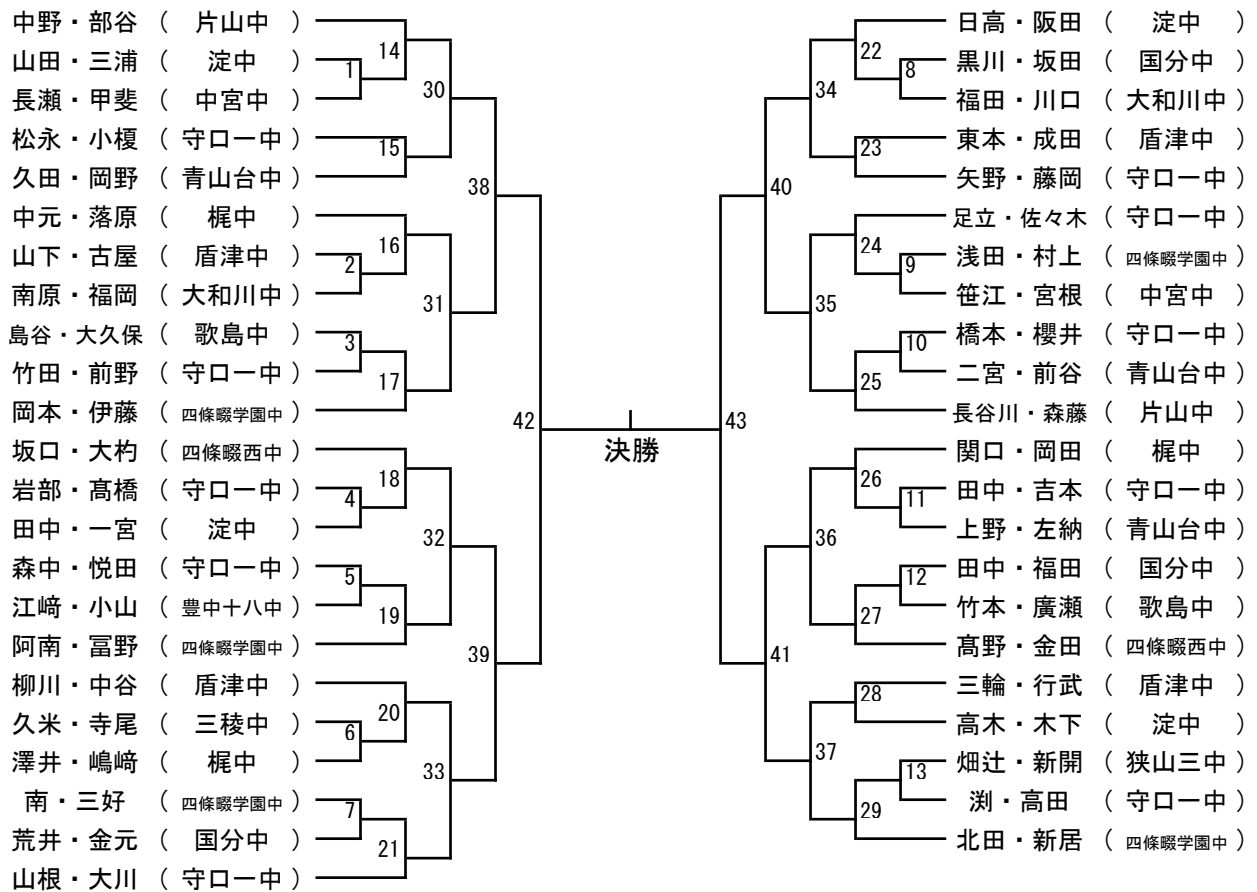 中野・部谷 （ 片山中 ）
14
山田・三浦 （ 淀中 ）
1
長瀬・甲斐 （ 中宮中 ）
30
松永・小榎 （ 守口一中 ）
15
久田・岡野 （ 青山台中 ）
38
中元・落原 （ 梶中 ）
16
山下・古屋 （ 盾津中 ）
2
南原・福岡 （ 大和川中 ）
31
島谷・大久保 （ 歌島中 ）
3
竹田・前野 （ 守口一中 ）
17
岡本・伊藤 （ 四條畷学園中 ）
42
坂口・大杓 （ 四條畷西中 ）
18
岩部・髙橋 （ 守口一中 ）
4
田中・一宮 （ 淀中 ）
32
森中・悦田 （ 守口一中 ）
5
江﨑・小山 （ 豊中十八中 ）
19
阿南・冨野 （ 四條畷学園中 ）
39
柳川・中谷 （ 盾津中 ）
20
久米・寺尾 （ 三稜中 ）
6
澤井・嶋﨑 （ 梶中 ）
33
南・三好 （ 四條畷学園中 ）
7
荒井・金元 （ 国分中 ）
21
山根・大川 （ 守口一中 ）
決勝
日高・阪田 （ 淀中 ）
22
黒川・坂田 （ 国分中 ）
8
福田・川口 （ 大和川中 ）
34
東本・成田 （ 盾津中 ）
23
矢野・藤岡 （ 守口一中 ）
40
足立・佐々木 （ 守口一中 ）
24
浅田・村上 （ 四條畷学園中 ）
9
笹江・宮根 （ 中宮中 ）
35
橋本・櫻井 （ 守口一中 ）
10
二宮・前谷 （ 青山台中 ）
25
長谷川・森藤 （ 片山中 ）
43
関口・岡田 （ 梶中 ）
26
田中・吉本 （ 守口一中 ）
11
上野・左納 （ 青山台中 ）
36
田中・福田 （ 国分中 ）
12
竹本・廣瀬 （ 歌島中 ）
27
髙野・金田 （ 四條畷西中 ）
41
三輪・行武 （ 盾津中 ）
28
高木・木下 （ 淀中 ）
37
畑辻・新開 （ 狭山三中 ）
13
渕・高田 （ 守口一中 ）
29
北田・新居 （ 四條畷学園中 ）